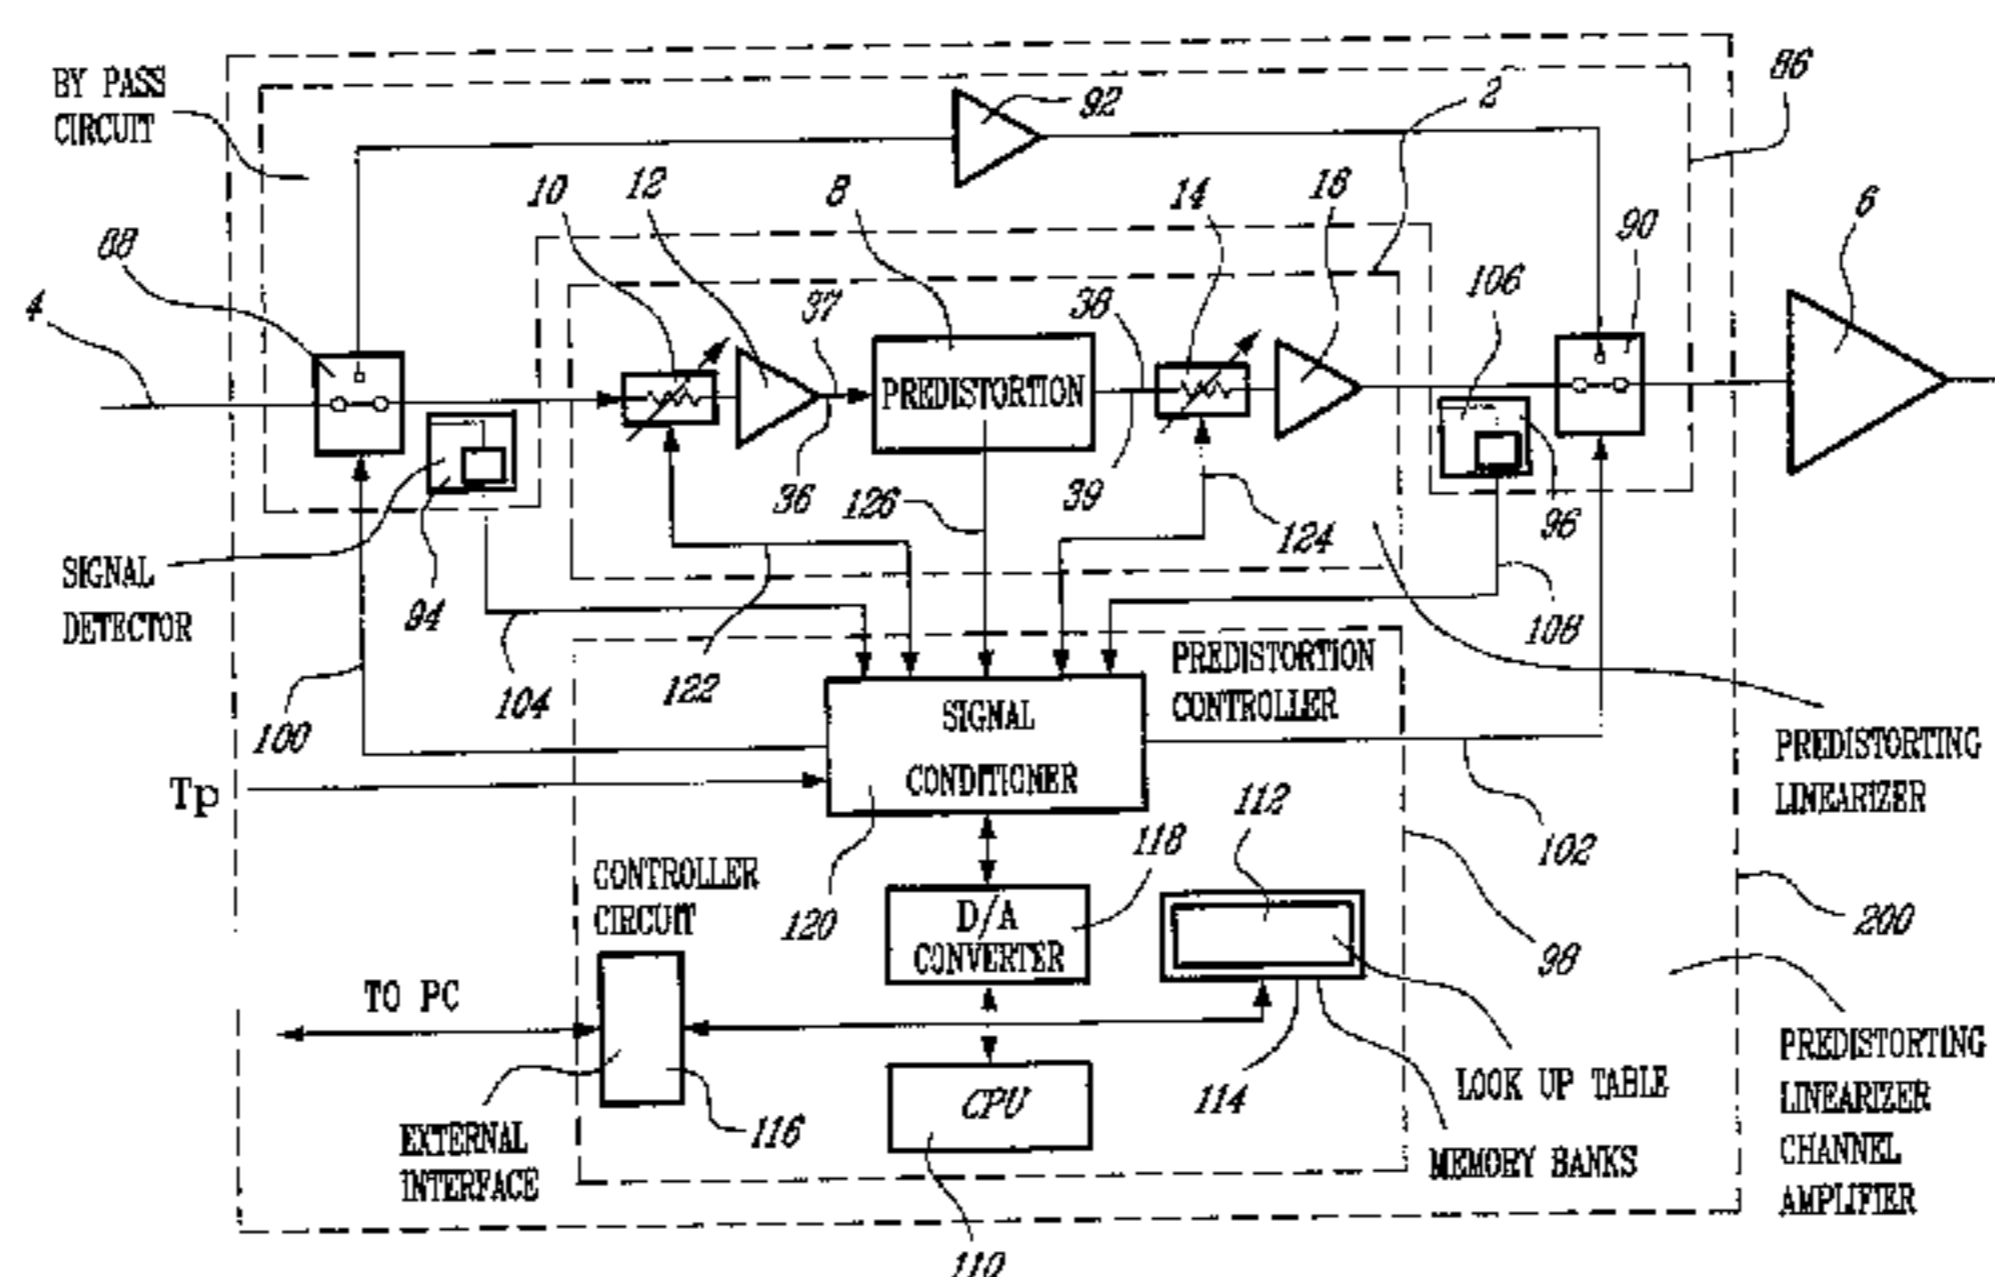 BY PASS
CIRCUIT
92
2
86
10
12
8
14
16
6
88
90
4
37
38
106
PREDISTORTION
36
126
39
124
96
SIGNAL
DETECTOR
94
104
122
108
100
PREDISTORTION
CONTROLLER
SIGNAL
CONDITIONER
Tp
PREDISTORTING
LINEARIZER
102
112
118
120
CONTROLLER
CIRCUIT
D/A
CONVERTER
98
200
TO PC
PREDISTORTING
LINEARIZER
CHANNEL
AMPLIFIER
LOOK UP TABLE
114
CPU
116
EXTERNAL
INTERFACE
MEMORY BANKS
110